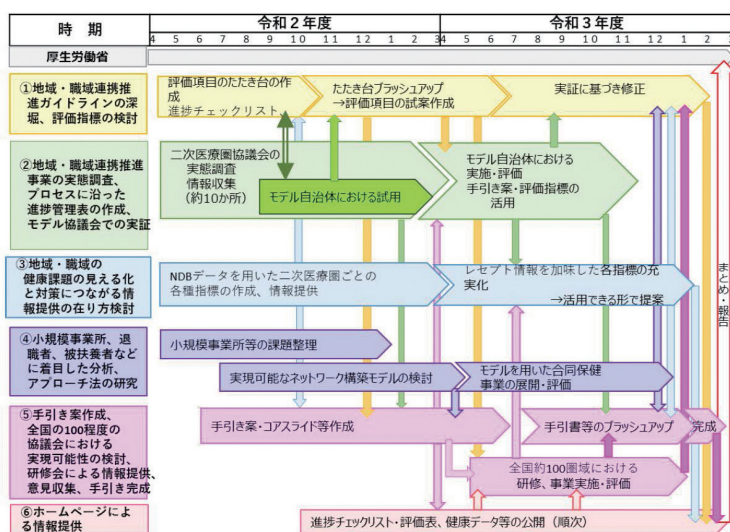 時 期
令和２年度
令和３年度
4 5 6 7 8 9 10 11 12 1 2 3 4 5 6 7 8 9 10 11 12 1 2 3
厚生労働省
①地域・職域連携推
進ガイドラインの深
堀、評価指標の検討
評価項目のたたき台の作
成
進捗チェックリスト
たたき台ブラッシュアップ
→評価項目の試案作成
実証に基づき修正
②地域・職域連携推進
事業の実態調査、
プロセスに沿った
進捗管理表の作成、
モデル協議会での実証
二次医療圏協議会の
実態調査
情報収集
（約10か所）
モデル自治体における試用
モデル自治体における
実施・評価
手引き案・評価指標の
活用
③地域・職域の
健康課題の見える化
と対策につながる情
報提供の在り方検討
NDBデータを用いた二次医療圏ごとの
各種指標の作成、情報提供
レセプト情報を加味した各指標の充
実化
→活用できる形で提案
まとめ・報告
④小規模事業所、退
職者、被扶養者など
に着目した分析、
アプローチ法の研究
小規模事業所等の課題整理
実現可能なネットワーク構築モデルの検討
モデルを用いた合同保健
事業の展開・評価
⑤手引き案作成、
全国の100程度の
協議会における
実現可能性の検討、
研修会による情報提供、
意見収集、手引き完成
手引き案・コアスライド等作成
手引書等のブラッシュアップ
完成
全国約100圏域における
研修、事業実施・評価
⑥ホームページによ
る情報提供
進捗チェックリスト・評価表、健康データ等の公開（順次）